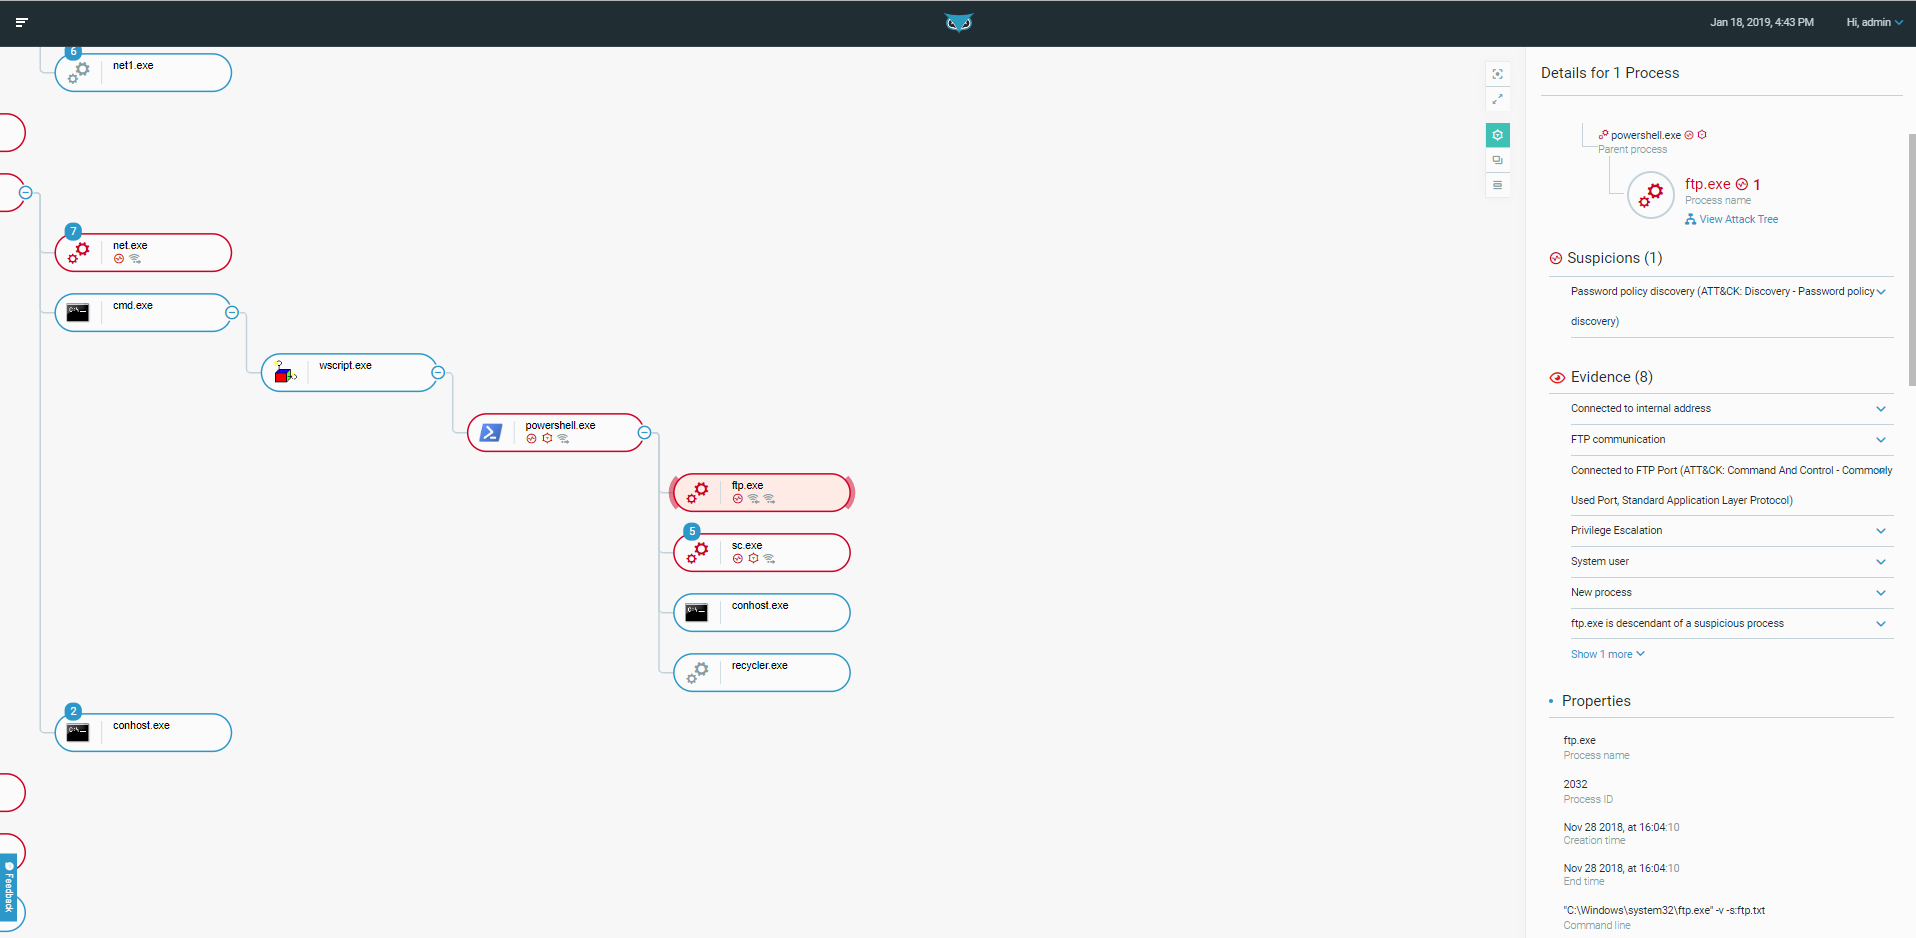 Jan 18, 2019, 4:43 PM
Hi, admin
6
net1.exe
7
net.exe
cmd.exe
wscript.exe
powershell.exe
ftp.exe
5
sc.exe
conhost.exe
recycler.exe
2
conhost.exe
Feedback
Details for 1 Process
powershell.exe
Parent process
ftp.exe 1
Process name
View Attack Tree
Suspicions (1)
Password policy discovery (ATT&CK: Discovery - Password policy
discovery)
Evidence (8)
Connected to internal address
FTP communication
Connected to FTP Port (ATT&CK: Command And Control - Commonly
Used Port, Standard Application Layer Protocol)
Privilege Escalation
System user
New process
ftp.exe is descendant of a suspicious process
Show 1 more
Properties
ftp.exe
Process name
2032
Process ID
Nov 28 2018, at 16:04:10
Creation time
Nov 28 2018, at 16:04:10
End time
"C:\Windows\system32\ftp.exe" -v -s:ftp.txt
Command line